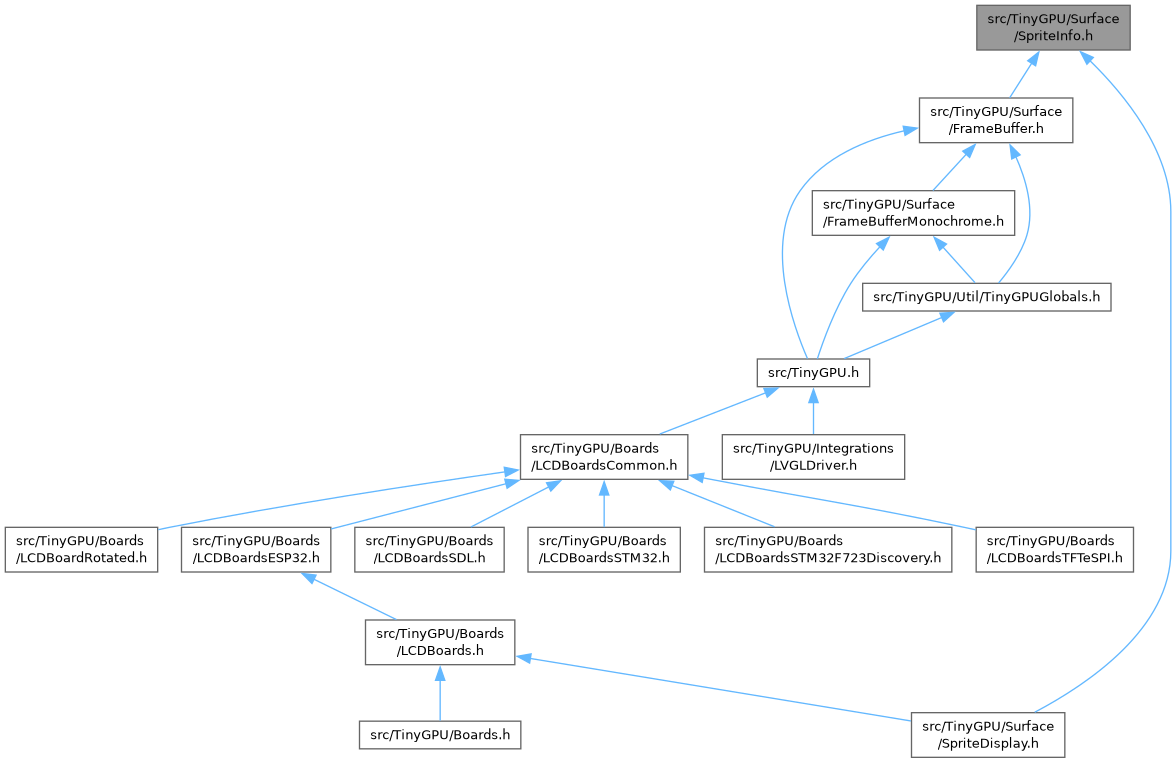 src/TinyGPU/Surface
/SpriteInfo.h
src/TinyGPU/Surface
/FrameBuffer.h
src/TinyGPU/Surface
/FrameBufferMonochrome.h
src/TinyGPU/Util/TinyGPUGlobals.h
src/TinyGPU.h
src/TinyGPU/Boards
/LCDBoardsCommon.h
src/TinyGPU/Integrations
/LVGLDriver.h
src/TinyGPU/Boards
/LCDBoardRotated.h
src/TinyGPU/Boards
/LCDBoardsESP32.h
src/TinyGPU/Boards
/LCDBoardsSDL.h
src/TinyGPU/Boards
/LCDBoardsSTM32.h
src/TinyGPU/Boards
/LCDBoardsSTM32F723Discovery.h
src/TinyGPU/Boards
/LCDBoardsTFTeSPI.h
src/TinyGPU/Boards
/LCDBoards.h
src/TinyGPU/Boards.h
src/TinyGPU/Surface
/SpriteDisplay.h